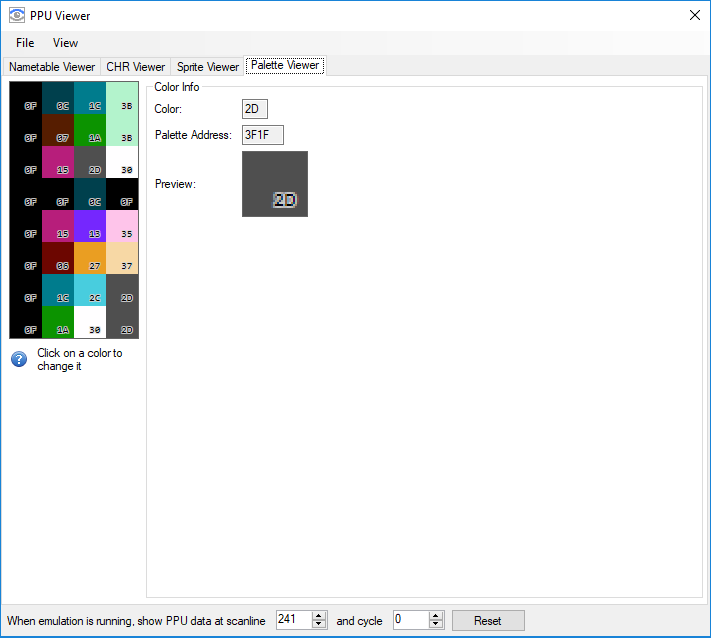 PPU Viewer
File View
Nametable Viewer CHR Viewer Sprite Viewer Palette Viewer
0F 0C 1C 3B
0F 07 1A 3B
0F 15 2D 30
0F 0F 0C 0F
0F 15 13 35
0F 06 27 37
0F 1C 2C 2D
0F 1A 30 2D
Click on a color to
change it
Color Info
Color: 2D
Palette Address: 3F1F
Preview: 2D
When emulation is running, show PPU data at scanline 241 and cycle 0 Reset